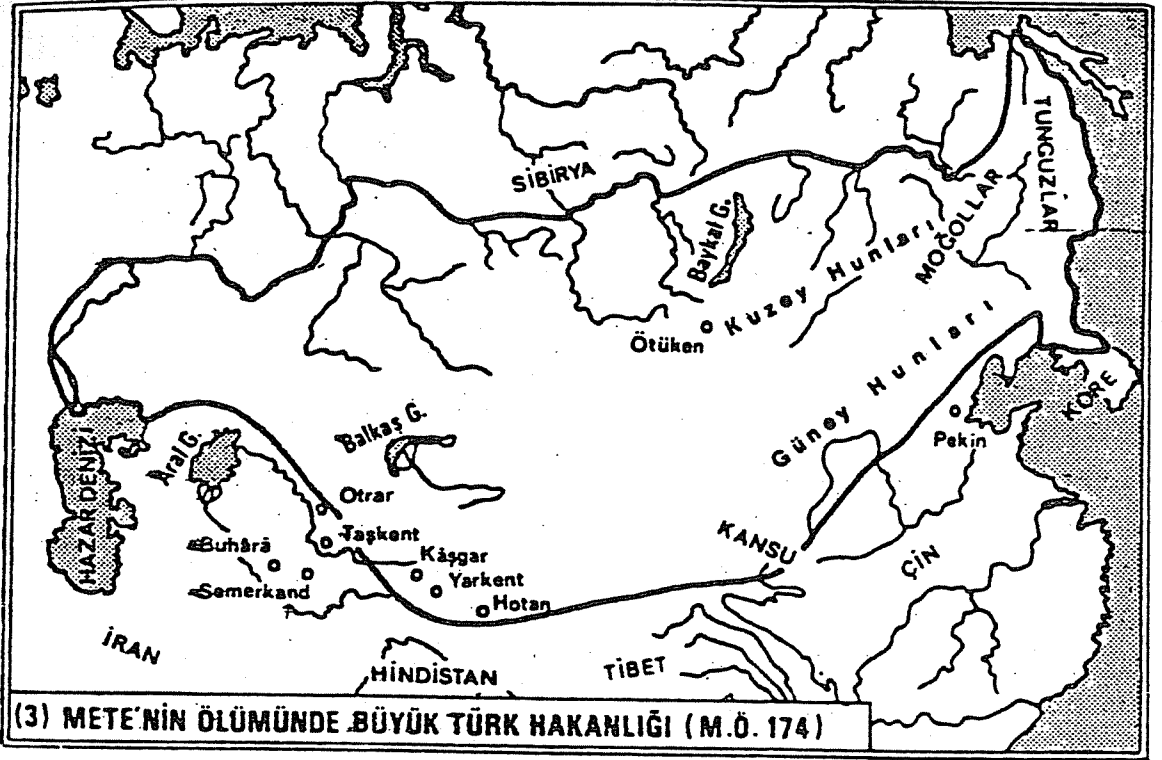 SİBİRYA
TUNGUZLAR
MOĞOLLAR
Baykal G.
Kuzey Hunları
Ötüken
Güney Hunları
KORE
Pekin
Balkaş G.
Aral G.
HAZAR DENİZİ
Otrar
Taşkent
Buhârâ
Kâşgar
Semerkand
Yarkent
Hotan
KANSU
ÇİN
İRAN
HİNDİSTAN
TİBET
(3) METE'NİN ÖLÜMÜNDE BÜYÜK TÜRK HAKANLIĞI (M.Ö. 174)